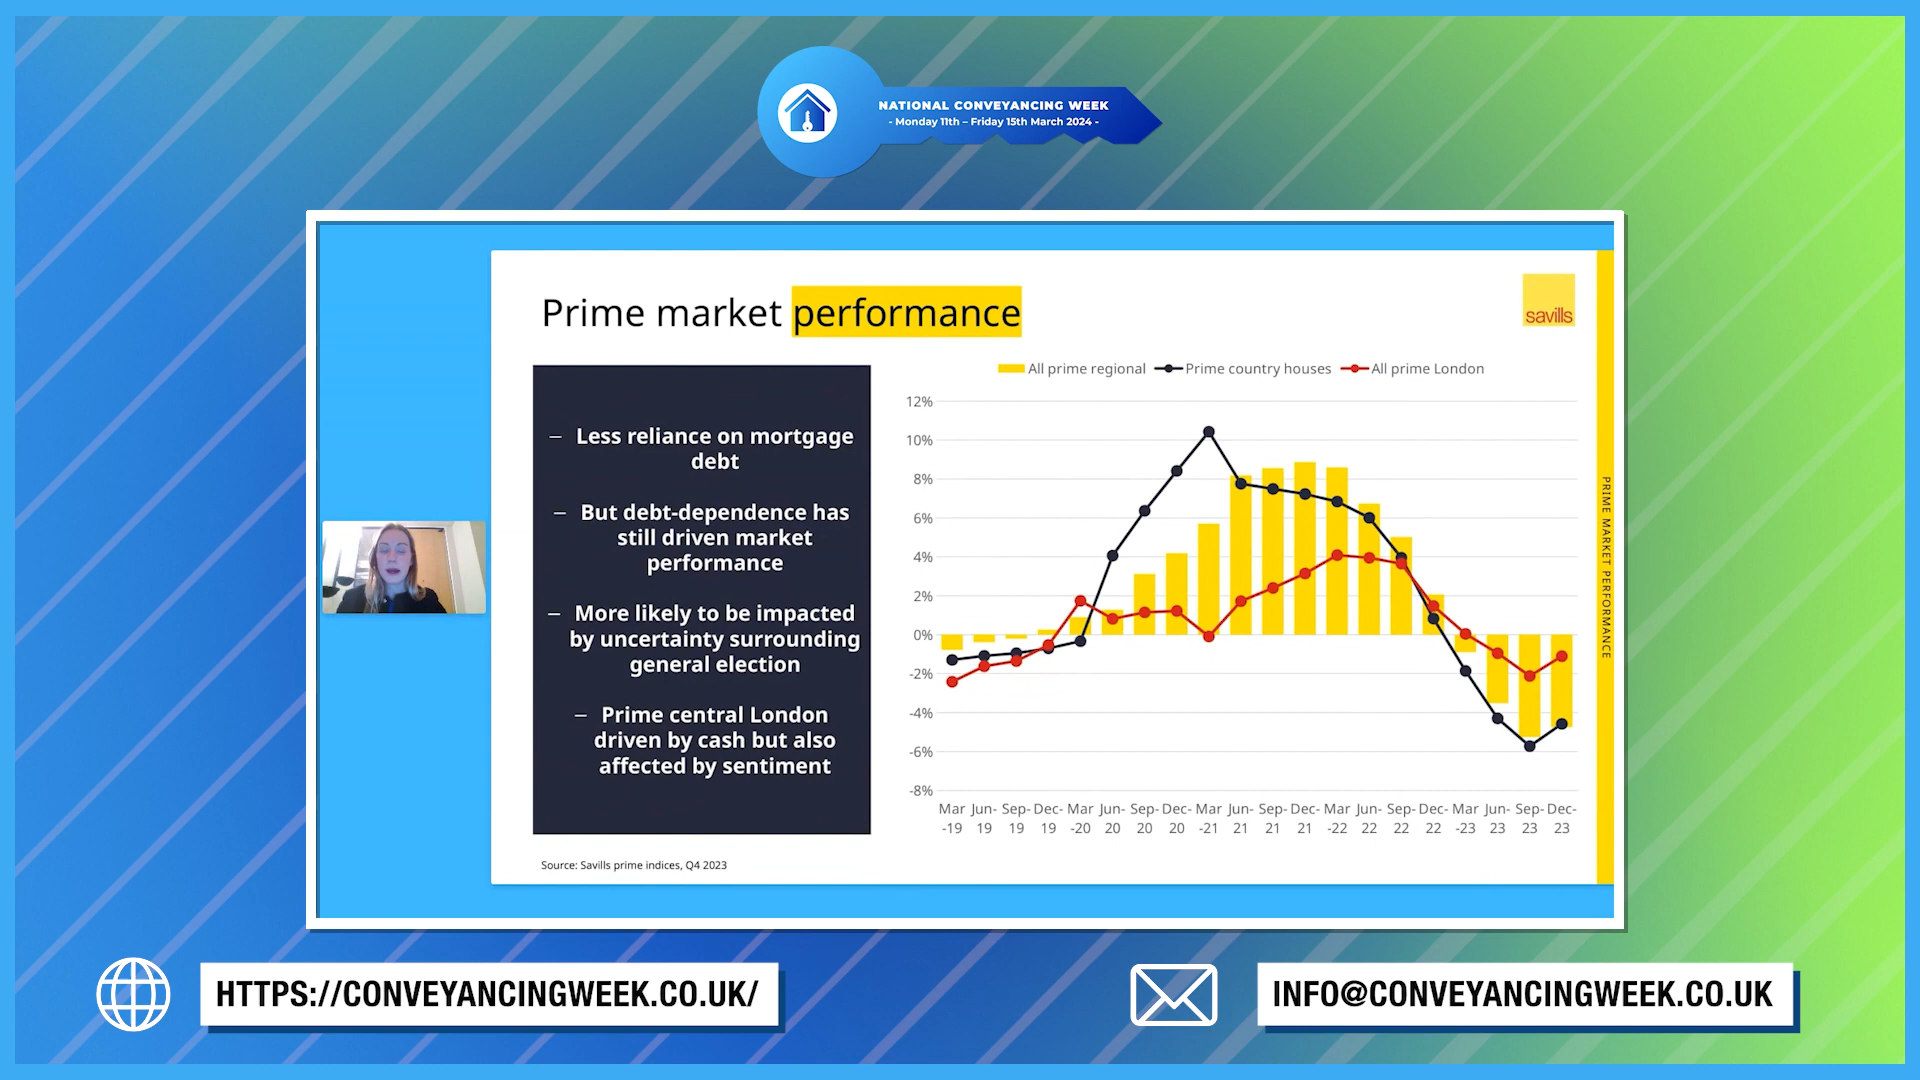 NATIONAL CONVEYANCING WEEK
- Monday 11th – Friday 15th March 2024 -
Prime market performance
savills
– Less reliance on mortgage
debt
– But debt-dependence has
still driven market
performance
– More likely to be impacted
by uncertainty surrounding
general election
– Prime central London
driven by cash but also
affected by sentiment
All prime regional Prime country houses All prime London
12%
10%
8%
6%
4%
2%
0%
-2%
-4%
-6%
-8%
Mar Jun- Sep- Dec- Mar Jun- Sep- Dec- Mar Jun- Sep- Dec- Mar Jun- Sep- Dec- Mar Jun- Sep- Dec-
-19 19 19 19 -20 20 20 20 -21 21 21 21 -22 22 22 22 -23 23 23 23
PRIME MARKET PERFORMANCE
Source: Savills prime indices, Q4 2023
HTTPS://CONVEYANCINGWEEK.CO.UK/
INFO@CONVEYANCINGWEEK.CO.UK